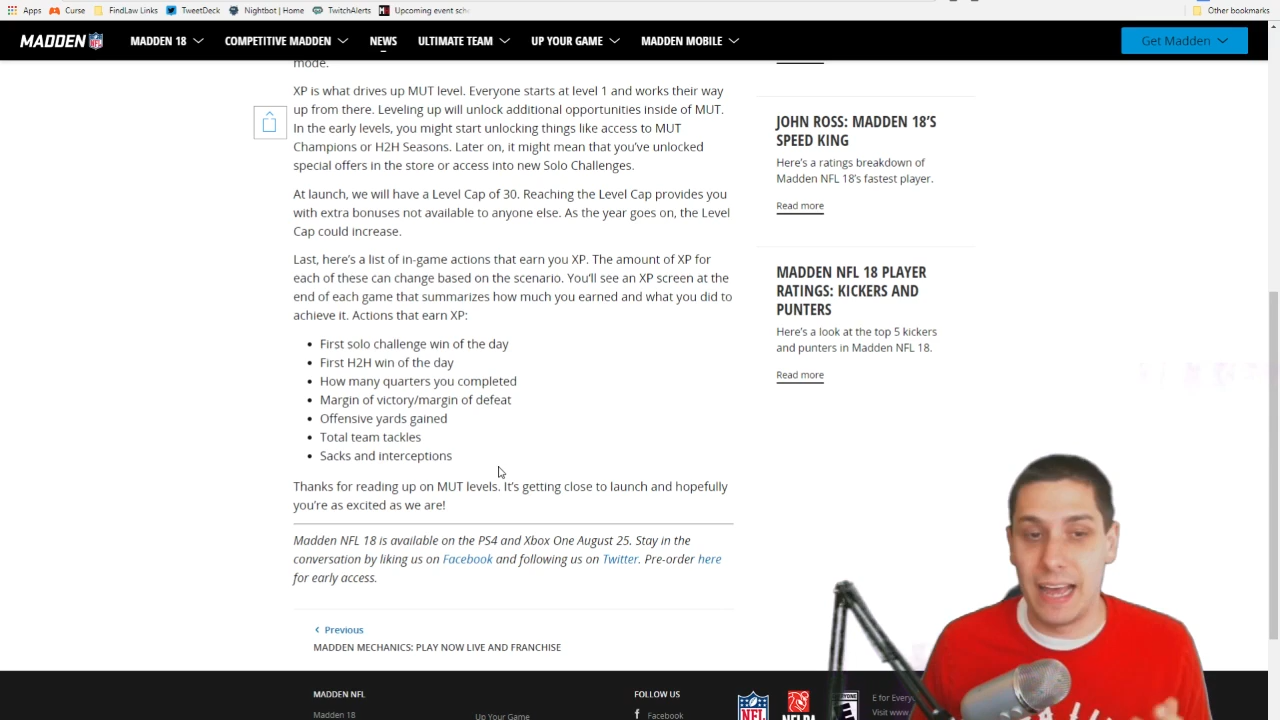 Apps Curse FindLaw Links TweetDeck Nightbot | Home TwitchAlerts Upcoming event sch Other bookmarks
MADDEN NFL MADDEN 18 COMPETITIVE MADDEN NEWS ULTIMATE TEAM UP YOUR GAME MADDEN MOBILE Get Madden
mode.
XP is what drives up MUT level. Everyone starts at level 1 and works their way
up from there. Leveling up will unlock additional opportunities inside of MUT.
In the early levels, you might start unlocking things like access to MUT
Champions or H2H Seasons. Later on, it might mean that you've unlocked
special offers in the store or access into new Solo Challenges.
At launch, we will have a Level Cap of 30. Reaching the Level Cap provides you
with extra bonuses not available to anyone else. As the year goes on, the Level
Cap could increase.
Last, here's a list of in-game actions that earn you XP. The amount of XP for
each of these can change based on the scenario. You'll see an XP screen at the
end of each game that summarizes how much you earned and what you did to
achieve it. Actions that earn XP:
• First solo challenge win of the day
• First H2H win of the day
• How many quarters you completed
• Margin of victory/margin of defeat
• Offensive yards gained
• Total team tackles
• Sacks and interceptions
Thanks for reading up on MUT levels. It's getting close to launch and hopefully
you're as excited as we are!
Madden NFL 18 is available on the PS4 and Xbox One August 25. Stay in the
conversation by liking us on Facebook and following us on Twitter. Pre-order here
for early access.
Previous
MADDEN MECHANICS: PLAY NOW LIVE AND FRANCHISE
JOHN ROSS: MADDEN 18'S
SPEED KING
Here's a ratings breakdown of
Madden NFL 18's fastest player.
Read more
MADDEN NFL 18 PLAYER
RATINGS: KICKERS AND
PUNTERS
Here's a look at the top 5 kickers
and punters in Madden NFL 18.
Read more
MADDEN NFL
Madden 18
Up Your Game
FOLLOW US
Facebook
NFL
NFLPA
E for Every
Visit www.